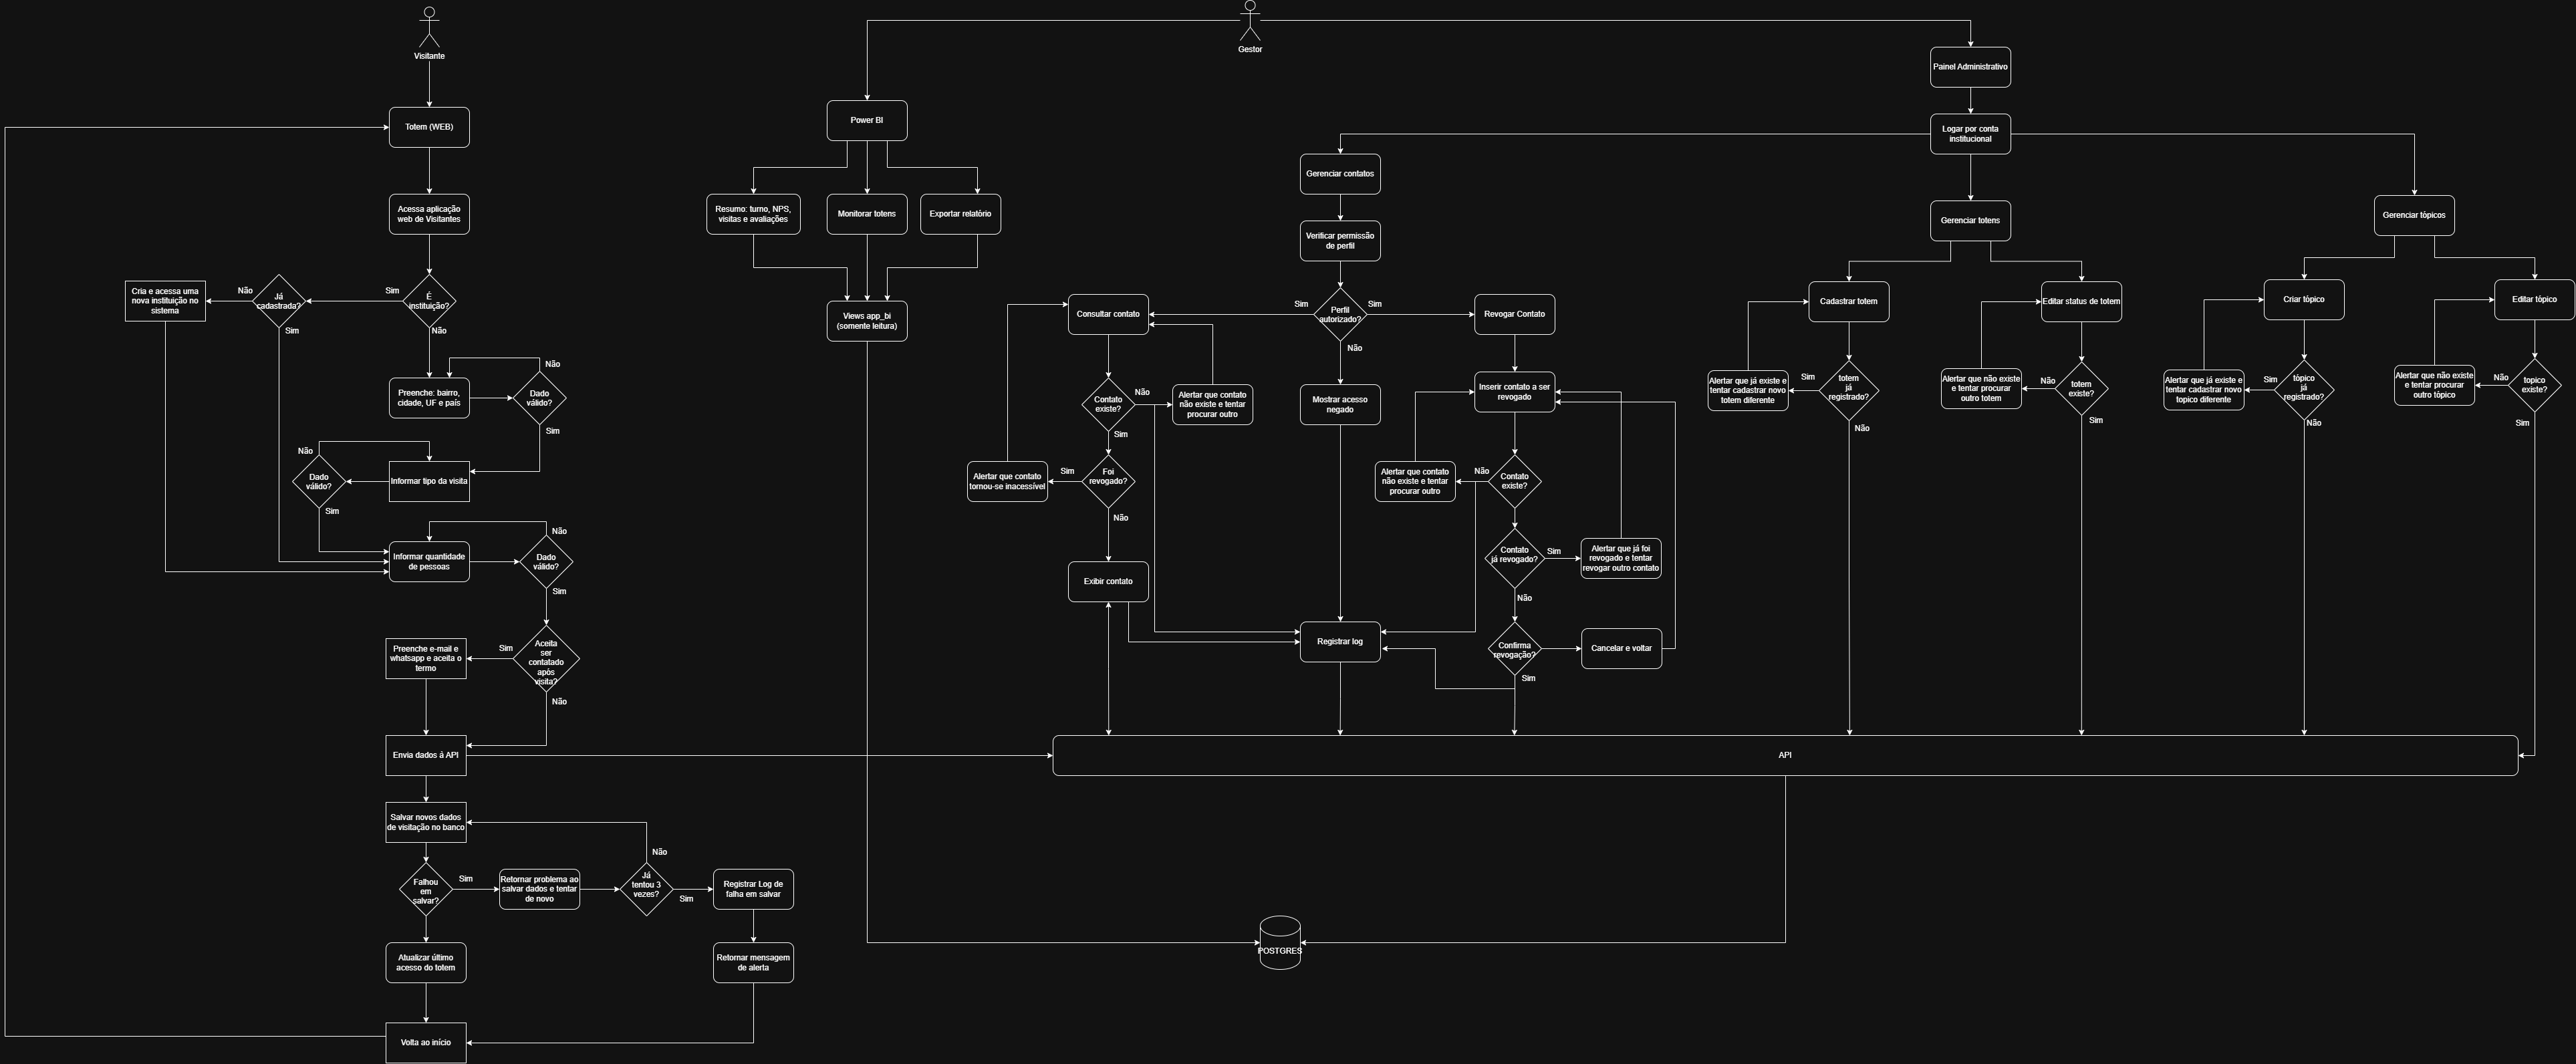 Visitante
Gestor
Painel Administrativo
Totem (WEB)
Power BI
Logar por conta
institucional
Gerenciar contatos
Acessa aplicação
web de Visitantes
Resumo: turno, NPS,
visitas e avaliações
Monitorar totens
Exportar relatório
Verificar permissão
de perfil
Gerenciar totens
Gerenciar tópicos
Cria e acessa uma
nova instituição no
sistema
Não
Já
cadastrada?
Sim
Sim
É
instituição?
Não
Views app_bi
(somente leitura)
Consultar contato
Sim
Perfil
autorizado?
Sim
Não
Revogar Contato
Cadastrar totem
Editar status de totem
Criar tópico
Editar tópico
Preenche: bairro,
cidade, UF e país
Não
Dado
válido?
Sim
Contato
existe?
Não
Sim
Alertar que contato
não existe e tentar
procurar outro
Mostrar acesso
negado
Inserir contato a ser
revogado
Alertar que já existe e
tentar cadastrar novo
totem diferente
Sim
totem
já
registrado?
Não
Alertar que não existe
e tentar procurar
outro totem
Não
totem
existe?
Sim
Alertar que já existe e
tentar cadastrar novo
topico diferente
Sim
tópico
já
registrado?
Não
Alertar que não existe
e tentar procurar
outro tópico
Não
topico
existe?
Sim
Não
Dado
válido?
Sim
Informar tipo da visita
Alertar que contato
tornou-se inacessível
Sim
Foi
revogado?
Não
Alertar que contato
não existe e tentar
procurar outro
Não
Contato
existe?
Informar quantidade
de pessoas
Não
Dado
válido?
Sim
Exibir contato
Contato
já revogado?
Sim
Não
Alertar que já foi
revogado e tentar
revogar outro contato
Preenche e-mail e
whatsapp e aceita o
termo
Sim
Aceita
ser
contatado
após
visita?
Não
Registrar log
Confirma
revogação?
Sim
Cancelar e voltar
Envia dados à API
API
Salvar novos dados
de visitação no banco
Falhou
em
salvar?
Sim
Retornar problema ao
salvar dados e tentar
de novo
Não
Já
tentou 3
vezes?
Sim
Registrar Log de
falha em salvar
Atualizar último
acesso do totem
Retornar mensagem
de alerta
POSTGRES
Volta ao início